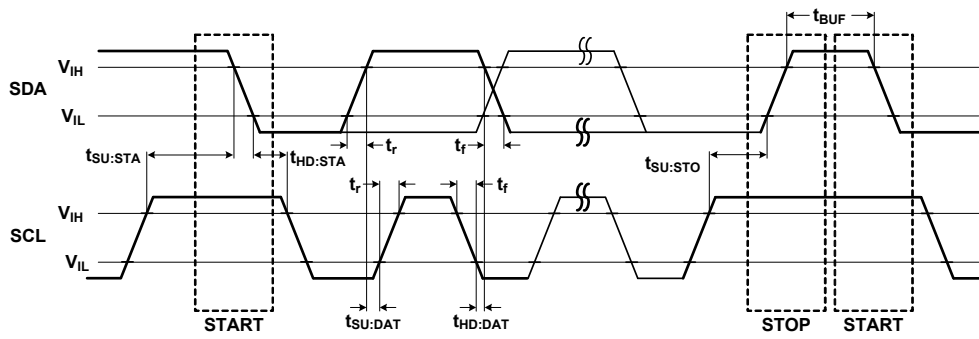 tBUF
VIH
SDA
VIL
tSU:STA
tHD:STA
tr
tf
tSU:STO
tr
tf
VIH
SCL
VIL
tSU:DAT
tHD:DAT
START
STOP
START